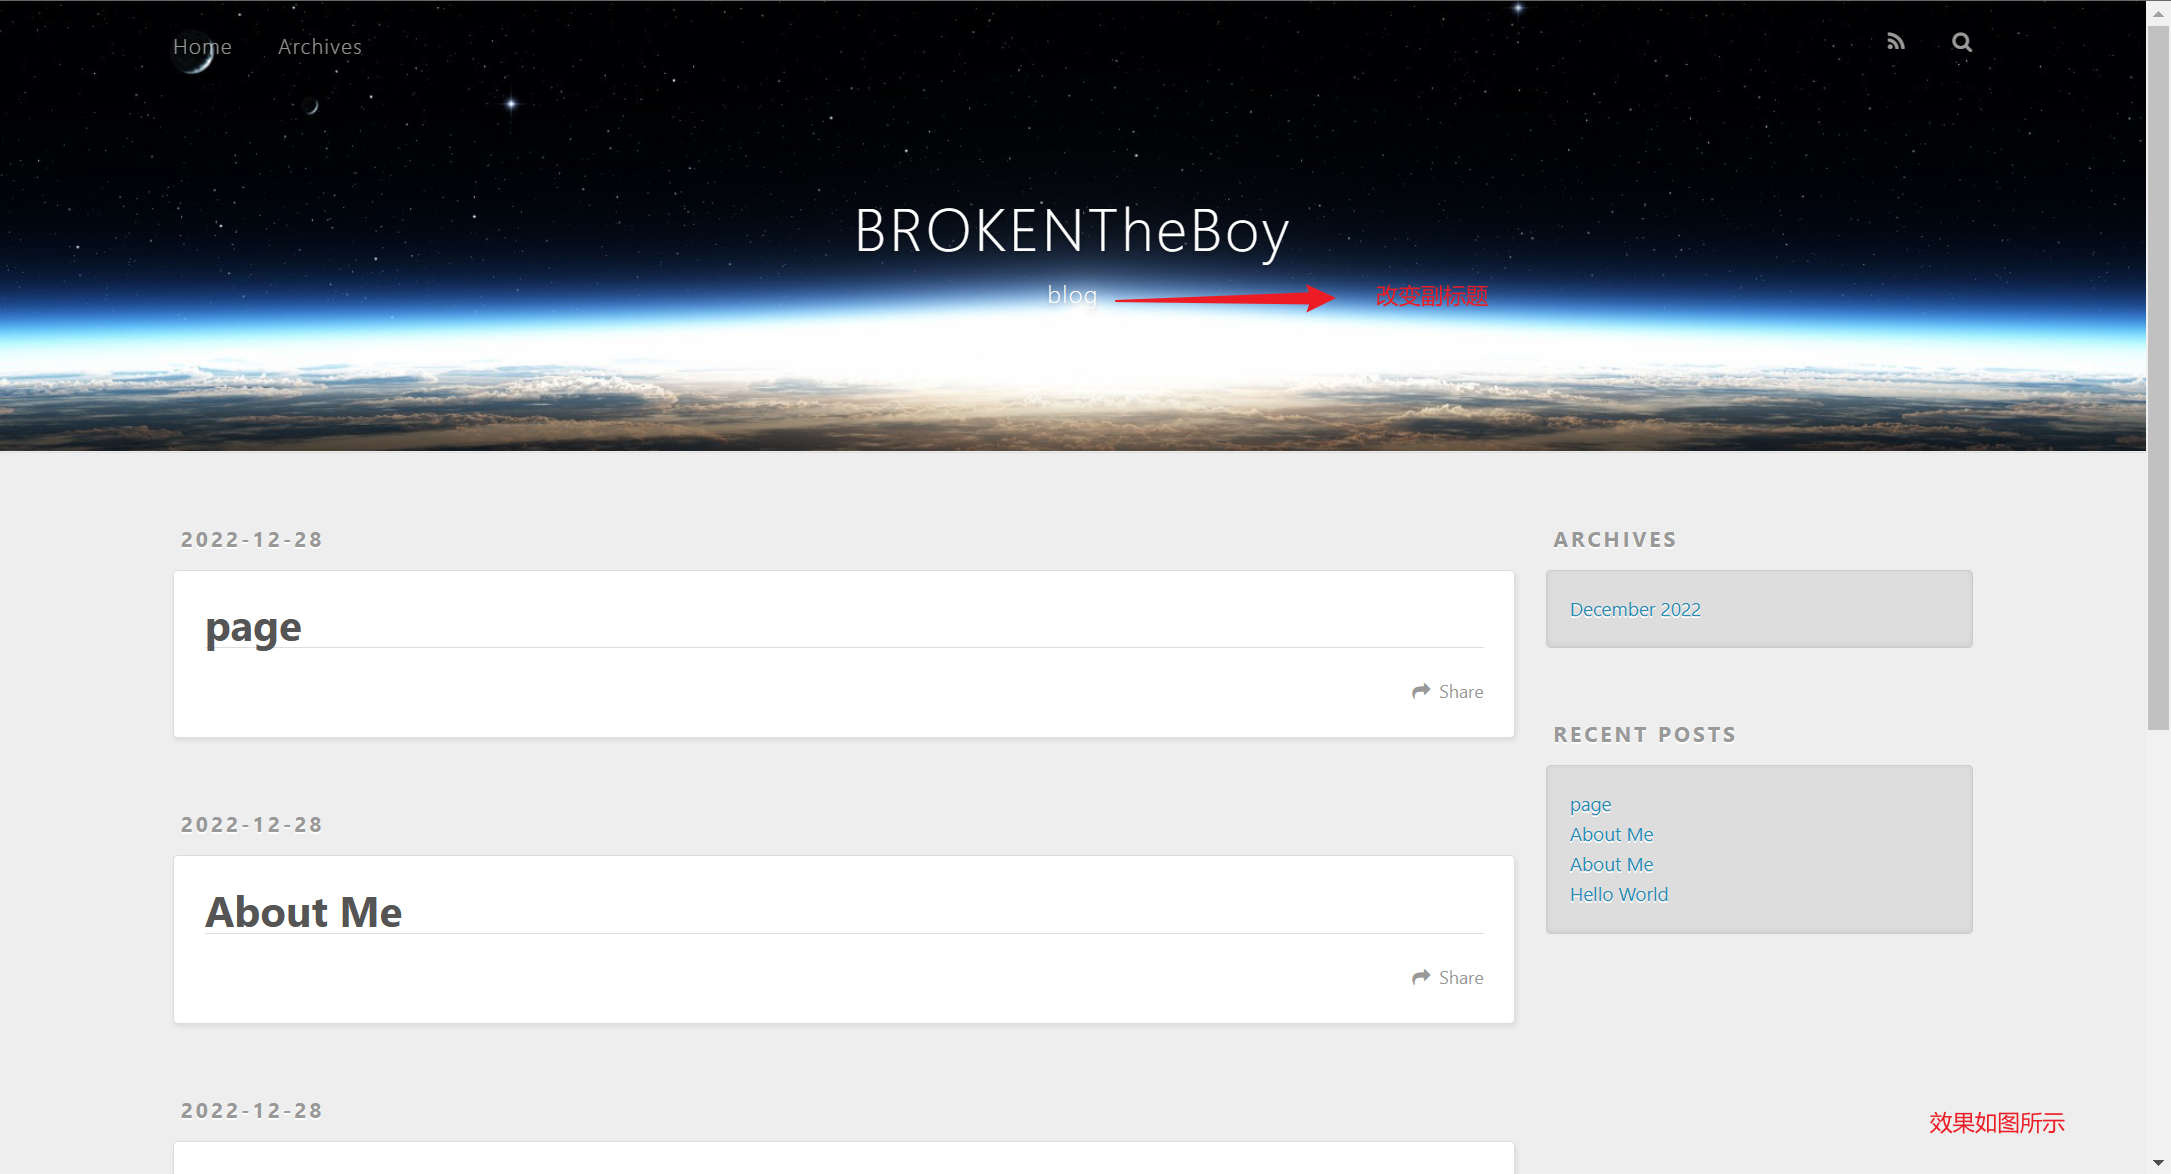 Home Archives
BROKENTheBoy
blog 改变副标题
2022-12-28
page
Share
2022-12-28
About Me
Share
2022-12-28
ARCHIVES
December 2022
RECENT POSTS
page
About Me
About Me
Hello World
效果如图所示